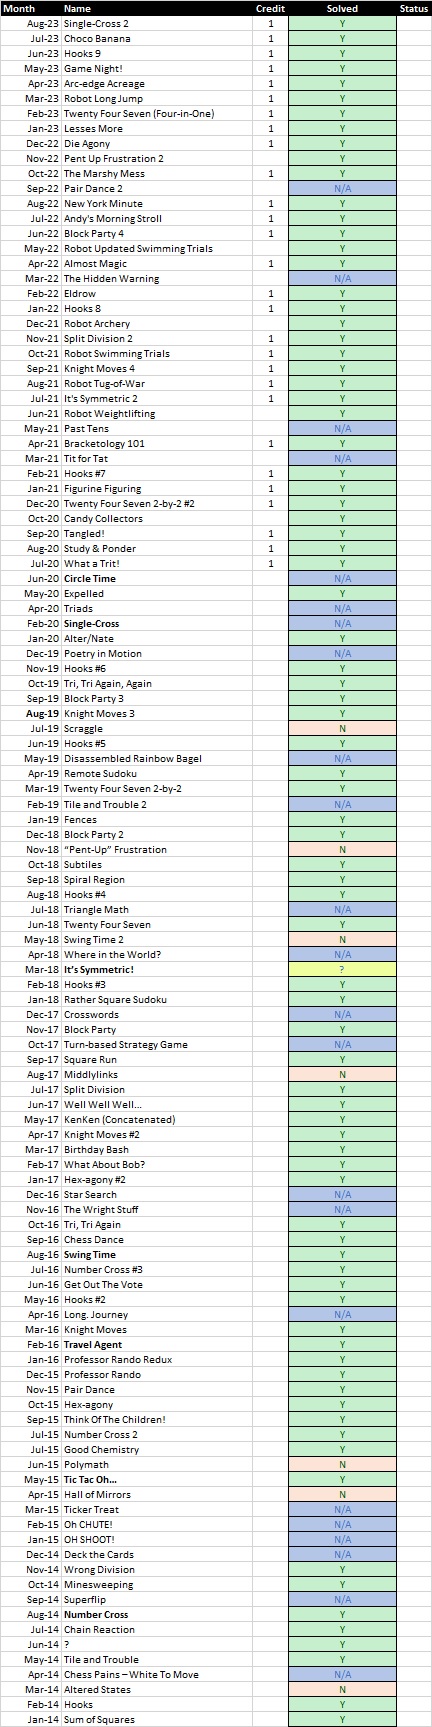 Month Name Credit Solved Status
Aug-23 Single-Cross 2 1 Y
Jul-23 Choco Banana 1 Y
Jun-23 Hooks 9 1 Y
May-23 Game Night! 1 Y
Apr-23 Arc-edge Acreage 1 Y
Mar-23 Robot Long Jump 1 Y
Feb-23 Twenty Four Seven (Four-in-One) 1 Y
Jan-23 Lesses More 1 Y
Dec-22 Die Agony 1 Y
Nov-22 Pent Up Frustration 2 Y
Oct-22 The Marshy Mess 1 Y
Sep-22 Pair Dance 2 N/A
Aug-22 New York Minute 1 Y
Jul-22 Andy's Morning Stroll 1 Y
Jun-22 Block Party 4 1 Y
May-22 Robot Updated Swimming Trials Y
Apr-22 Almost Magic 1 Y
Mar-22 The Hidden Warning N/A
Feb-22 Eldrow 1 Y
Jan-22 Hooks 8 1 Y
Dec-21 Robot Archery Y
Nov-21 Split Division 2 1 Y
Oct-21 Robot Swimming Trials 1 Y
Sep-21 Knight Moves 4 1 Y
Aug-21 Robot Tug-of-War 1 Y
Jul-21 It's Symmetric 2 1 Y
Jun-21 Robot Weightlifting Y
May-21 Past Tens N/A
Apr-21 Bracketology 101 1 Y
Mar-21 Tit for Tat N/A
Feb-21 Hooks #7 1 Y
Jan-21 Figurine Figuring 1 Y
Dec-20 Twenty Four Seven 2-by-2 #2 1 Y
Oct-20 Candy Collectors Y
Sep-20 Tangled! 1 Y
Aug-20 Study & Ponder 1 Y
Jul-20 What a Trit! 1 Y
Jun-20 Circle Time N/A
May-20 Expelled Y
Apr-20 Triads N/A
Feb-20 Single-Cross N/A
Jan-20 Alter/Nate Y
Dec-19 Poetry in Motion N/A
Nov-19 Hooks #6 Y
Oct-19 Tri, Tri Again, Again Y
Sep-19 Block Party 3 Y
Aug-19 Knight Moves 3 Y
Jul-19 Scraggle N
Jun-19 Hooks #5 Y
May-19 Disassembled Rainbow Bagel N/A
Apr-19 Remote Sudoku Y
Mar-19 Twenty Four Seven 2-by-2 Y
Feb-19 Tile and Trouble 2 N/A
Jan-19 Fences Y
Dec-18 Block Party 2 Y
Nov-18 “Pent-Up” Frustration N
Oct-18 Subtiles Y
Sep-18 Spiral Region Y
Aug-18 Hooks #4 Y
Jul-18 Triangle Math N/A
Jun-18 Twenty Four Seven Y
May-18 Swing Time 2 N
Apr-18 Where in the World? N/A
Mar-18 It’s Symmetric! ?
Feb-18 Hooks #3 Y
Jan-18 Rather Square Sudoku Y
Dec-17 Crosswords N/A
Nov-17 Block Party Y
Oct-17 Turn-based Strategy Game N/A
Sep-17 Square Run Y
Aug-17 Middlylinks N
Jul-17 Split Division Y
Jun-17 Well Well Well... Y
May-17 KenKen (Concatenated) Y
Apr-17 Knight Moves #2 Y
Mar-17 Birthday Bash Y
Feb-17 What About Bob? Y
Jan-17 Hex-agony #2 Y
Dec-16 Star Search N/A
Nov-16 The Wright Stuff N/A
Oct-16 Tri, Tri Again Y
Sep-16 Chess Dance Y
Aug-16 Swing Time Y
Jul-16 Number Cross #3 Y
Jun-16 Get Out The Vote Y
May-16 Hooks #2 Y
Apr-16 Long. Journey N/A
Mar-16 Knight Moves Y
Feb-16 Travel Agent Y
Jan-16 Professor Rando Redux Y
Dec-15 Professor Rando Y
Nov-15 Pair Dance Y
Oct-15 Hex-agony Y
Sep-15 Think Of The Children! Y
Jul-15 Number Cross 2 Y
Jul-15 Good Chemistry Y
Jun-15 Polymath N
May-15 Tic Tac Oh... Y
Apr-15 Hall of Mirrors N
Mar-15 Ticker Treat N/A
Feb-15 Oh CHUTE! N/A
Jan-15 OH SHOOT! N/A
Dec-14 Deck the Cards N/A
Nov-14 Wrong Division Y
Oct-14 Minesweeping Y
Sep-14 Superflip N/A
Aug-14 Number Cross Y
Jul-14 Chain Reaction Y
Jun-14 ? Y
May-14 Tile and Trouble Y
Apr-14 Chess Pains – White To Move N/A
Mar-14 Altered States N
Feb-14 Hooks Y
Jan-14 Sum of Squares Y